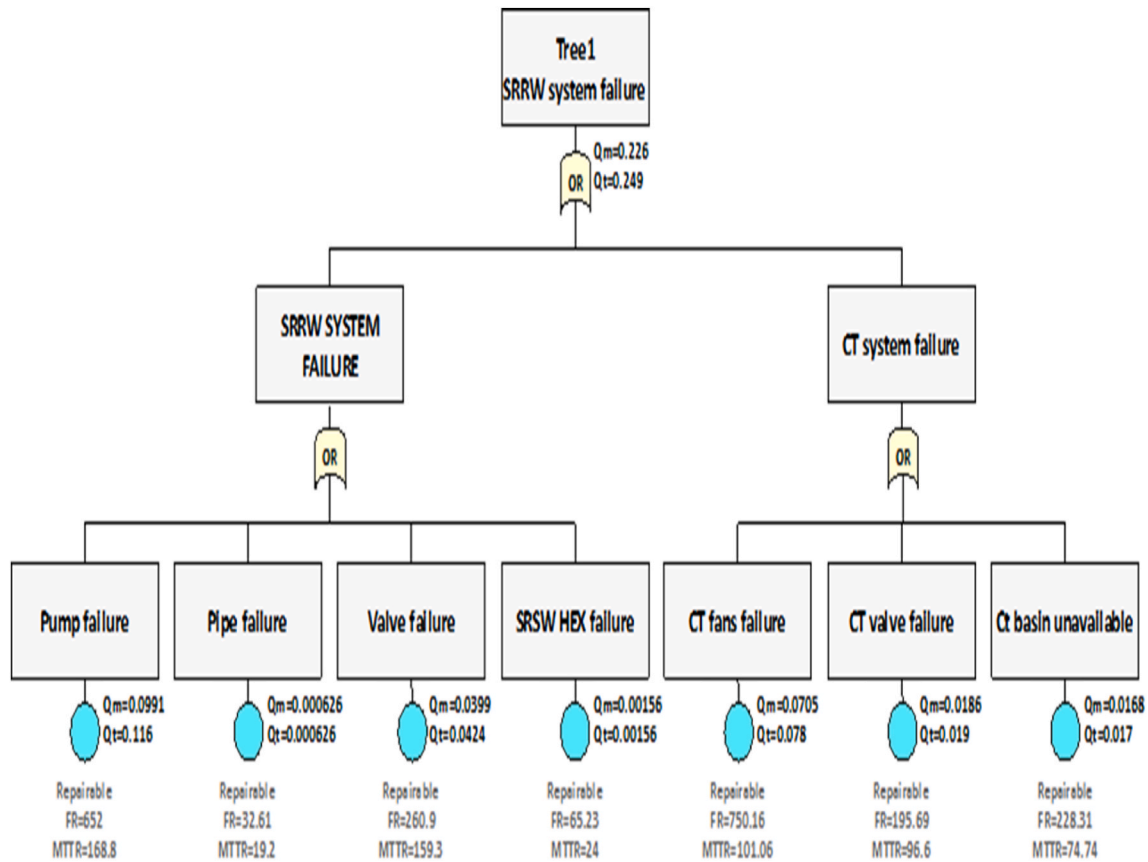 Tree1
SRRW system failure
Qm=0.226
OR
Qt=0.249
SRRW SYSTEM
FAILURE
CT system failure
OR
OR
Pump failure
Pipe failure
Valve failure
SRSW HEX failure
CT fans failure
CT valve failure
Ct basin unavailable
Qm=0.0991
Qt=0.116
Qm=0.000626
Qt=0.000626
Qm=0.0399
Qt=0.0424
Qm=0.00156
Qt=0.00156
Qm=0.0705
Qt=0.078
Qm=0.0186
Qt=0.019
Qm=0.0168
Qt=0.017
Repairable
FR=652
MTTR=168.8
Repairable
FR=32.61
MTTR=19.2
Repairable
FR=260.9
MTTR=159.3
Repairable
FR=65.23
MTTR=24
Repairable
FR=750.16
MTTR=101.06
Repairable
FR=195.69
MTTR=96.6
Repairable
FR=228.31
MTTR=74.74